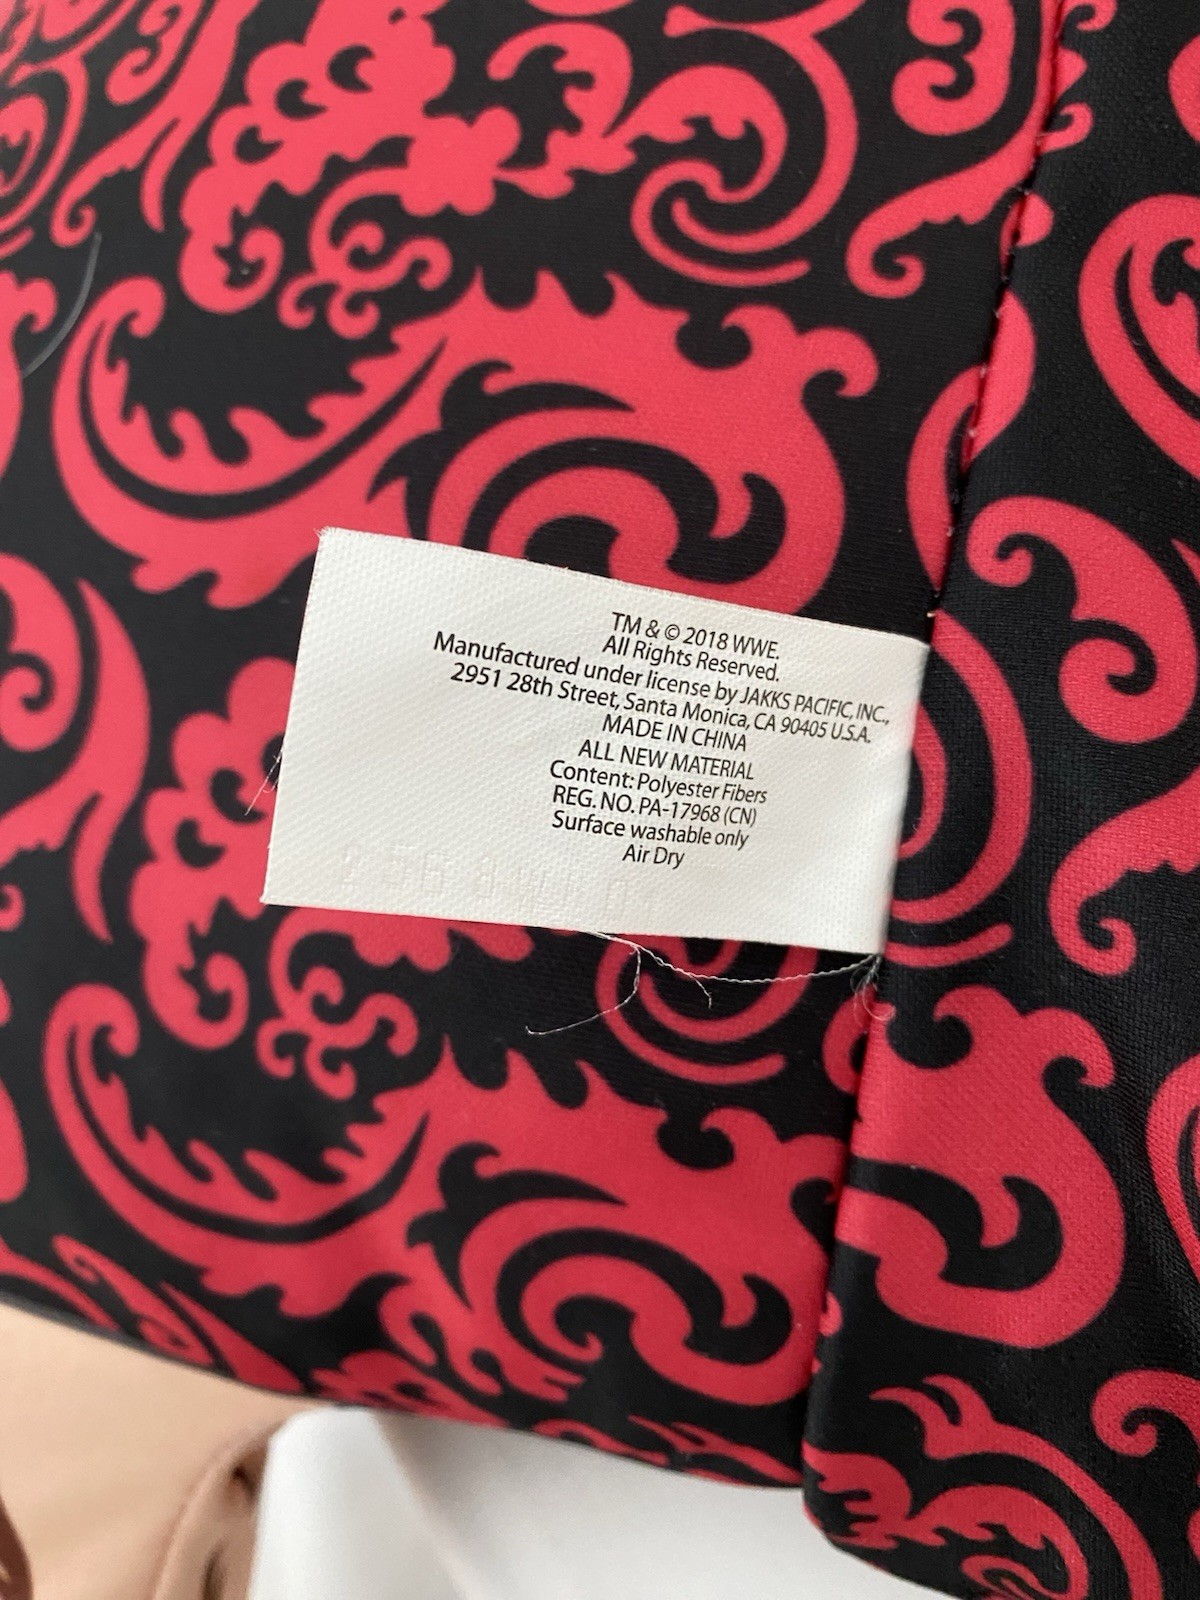 TM & © 2018 WWE.
All Rights Reserved.
Manufactured under license by JAKKS PACIFIC, INC.,
2951 28th Street, Santa Monica, CA 90405 U.S.A.
MADE IN CHINA
ALL NEW MATERIAL
Content: Polyester Fibers
REG. NO. PA-17968 (CN)
Surface washable only
Air Dry